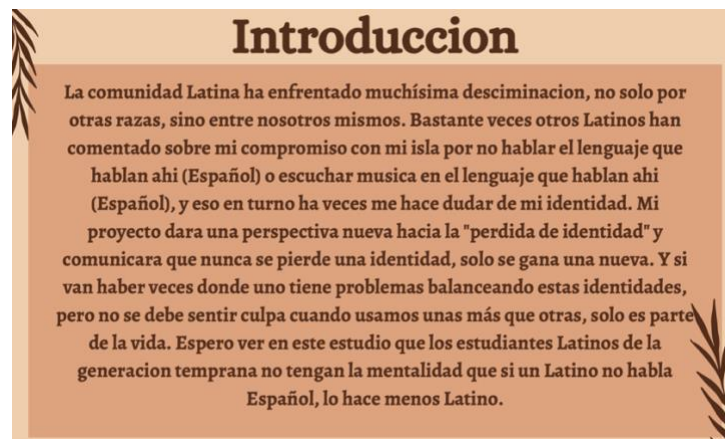 Introduccion
La comunidad Latina ha enfrentado muchísima desciminacion, no solo por
otras razas, sino entre nosotros mismos. Bastante veces otros Latinos han
comentado sobre mi compromiso con mi isla por no hablar el lenguaje que
hablan ahi (Español) o escuchar musica en el lenguaje que hablan ahi
(Español), y eso en turno ha veces me hace dudar de mi identidad. Mi
proyecto dara una perspectiva nueva hacia la "perdida de identidad" y
comunicara que nunca se pierde una identidad, solo se gana una nueva. Y si
van haber veces donde uno tiene problemas balanceando estas identidades,
pero no se debe sentir culpa cuando usamos unas más que otras, solo es parte
de la vida. Espero ver en este estudio que los estudiantes Latinos de la
generacion temprana no tengan la mentalidad que si un Latino no habla
Español, lo hace menos Latino.